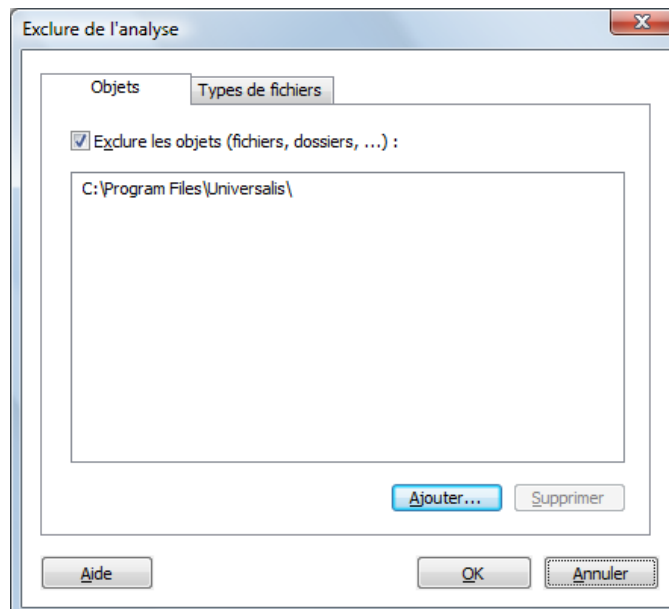 Exclure de l'analyse
Objets
Types de fichiers
Exclure les objets (fichiers, dossiers, ...) :
C:\Program Files\Universalis\
Ajouter...
Supprimer
Aide
OK
Annuler